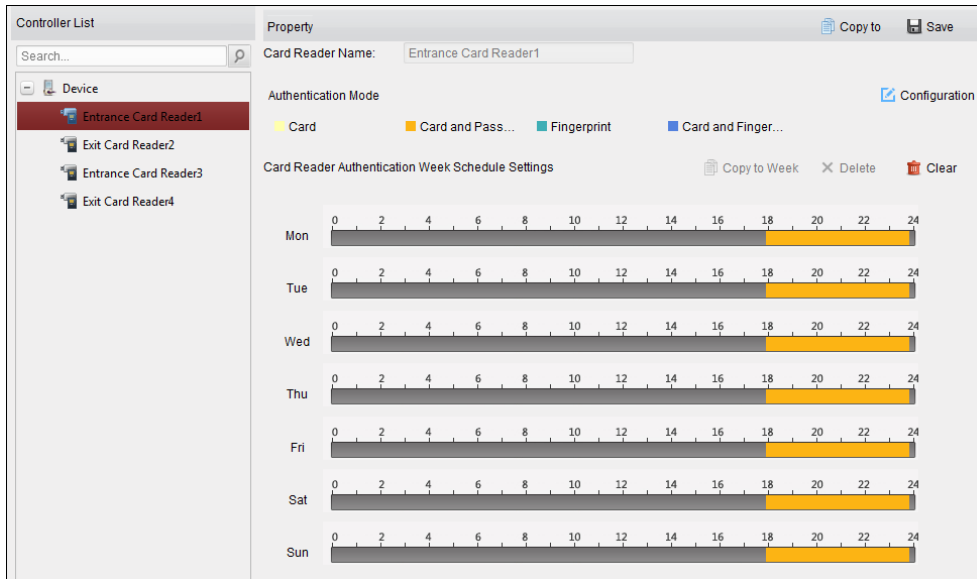 Controller List
Property
Copy to
Save
Search...
Card Reader Name:
Entrance Card Reader1
Device
Authentication Mode
Configuration
Entrance Card Reader1
Card
Card and Pass...
Fingerprint
Card and Finger...
Exit Card Reader2
Entrance Card Reader3
Card Reader Authentication Week Schedule Settings
Copy to Week
Delete
Clear
Exit Card Reader4
0 2 4 6 8 10 12 14 16 18 20 22 24
Mon
0 2 4 6 8 10 12 14 16 18 20 22 24
Tue
0 2 4 6 8 10 12 14 16 18 20 22 24
Wed
0 2 4 6 8 10 12 14 16 18 20 22 24
Thu
0 2 4 6 8 10 12 14 16 18 20 22 24
Fri
0 2 4 6 8 10 12 14 16 18 20 22 24
Sat
0 2 4 6 8 10 12 14 16 18 20 22 24
Sun